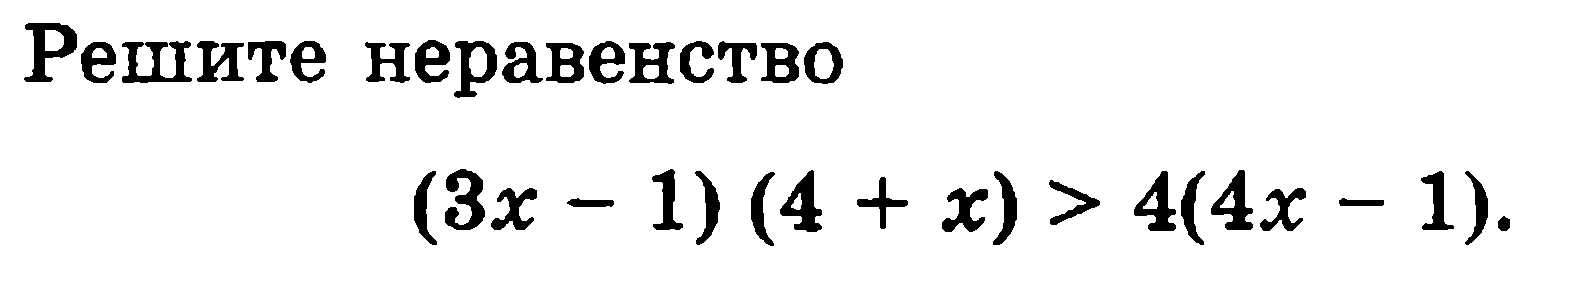 Решите неравенство
(3x − 1) (4 + x) > 4(4x − 1).